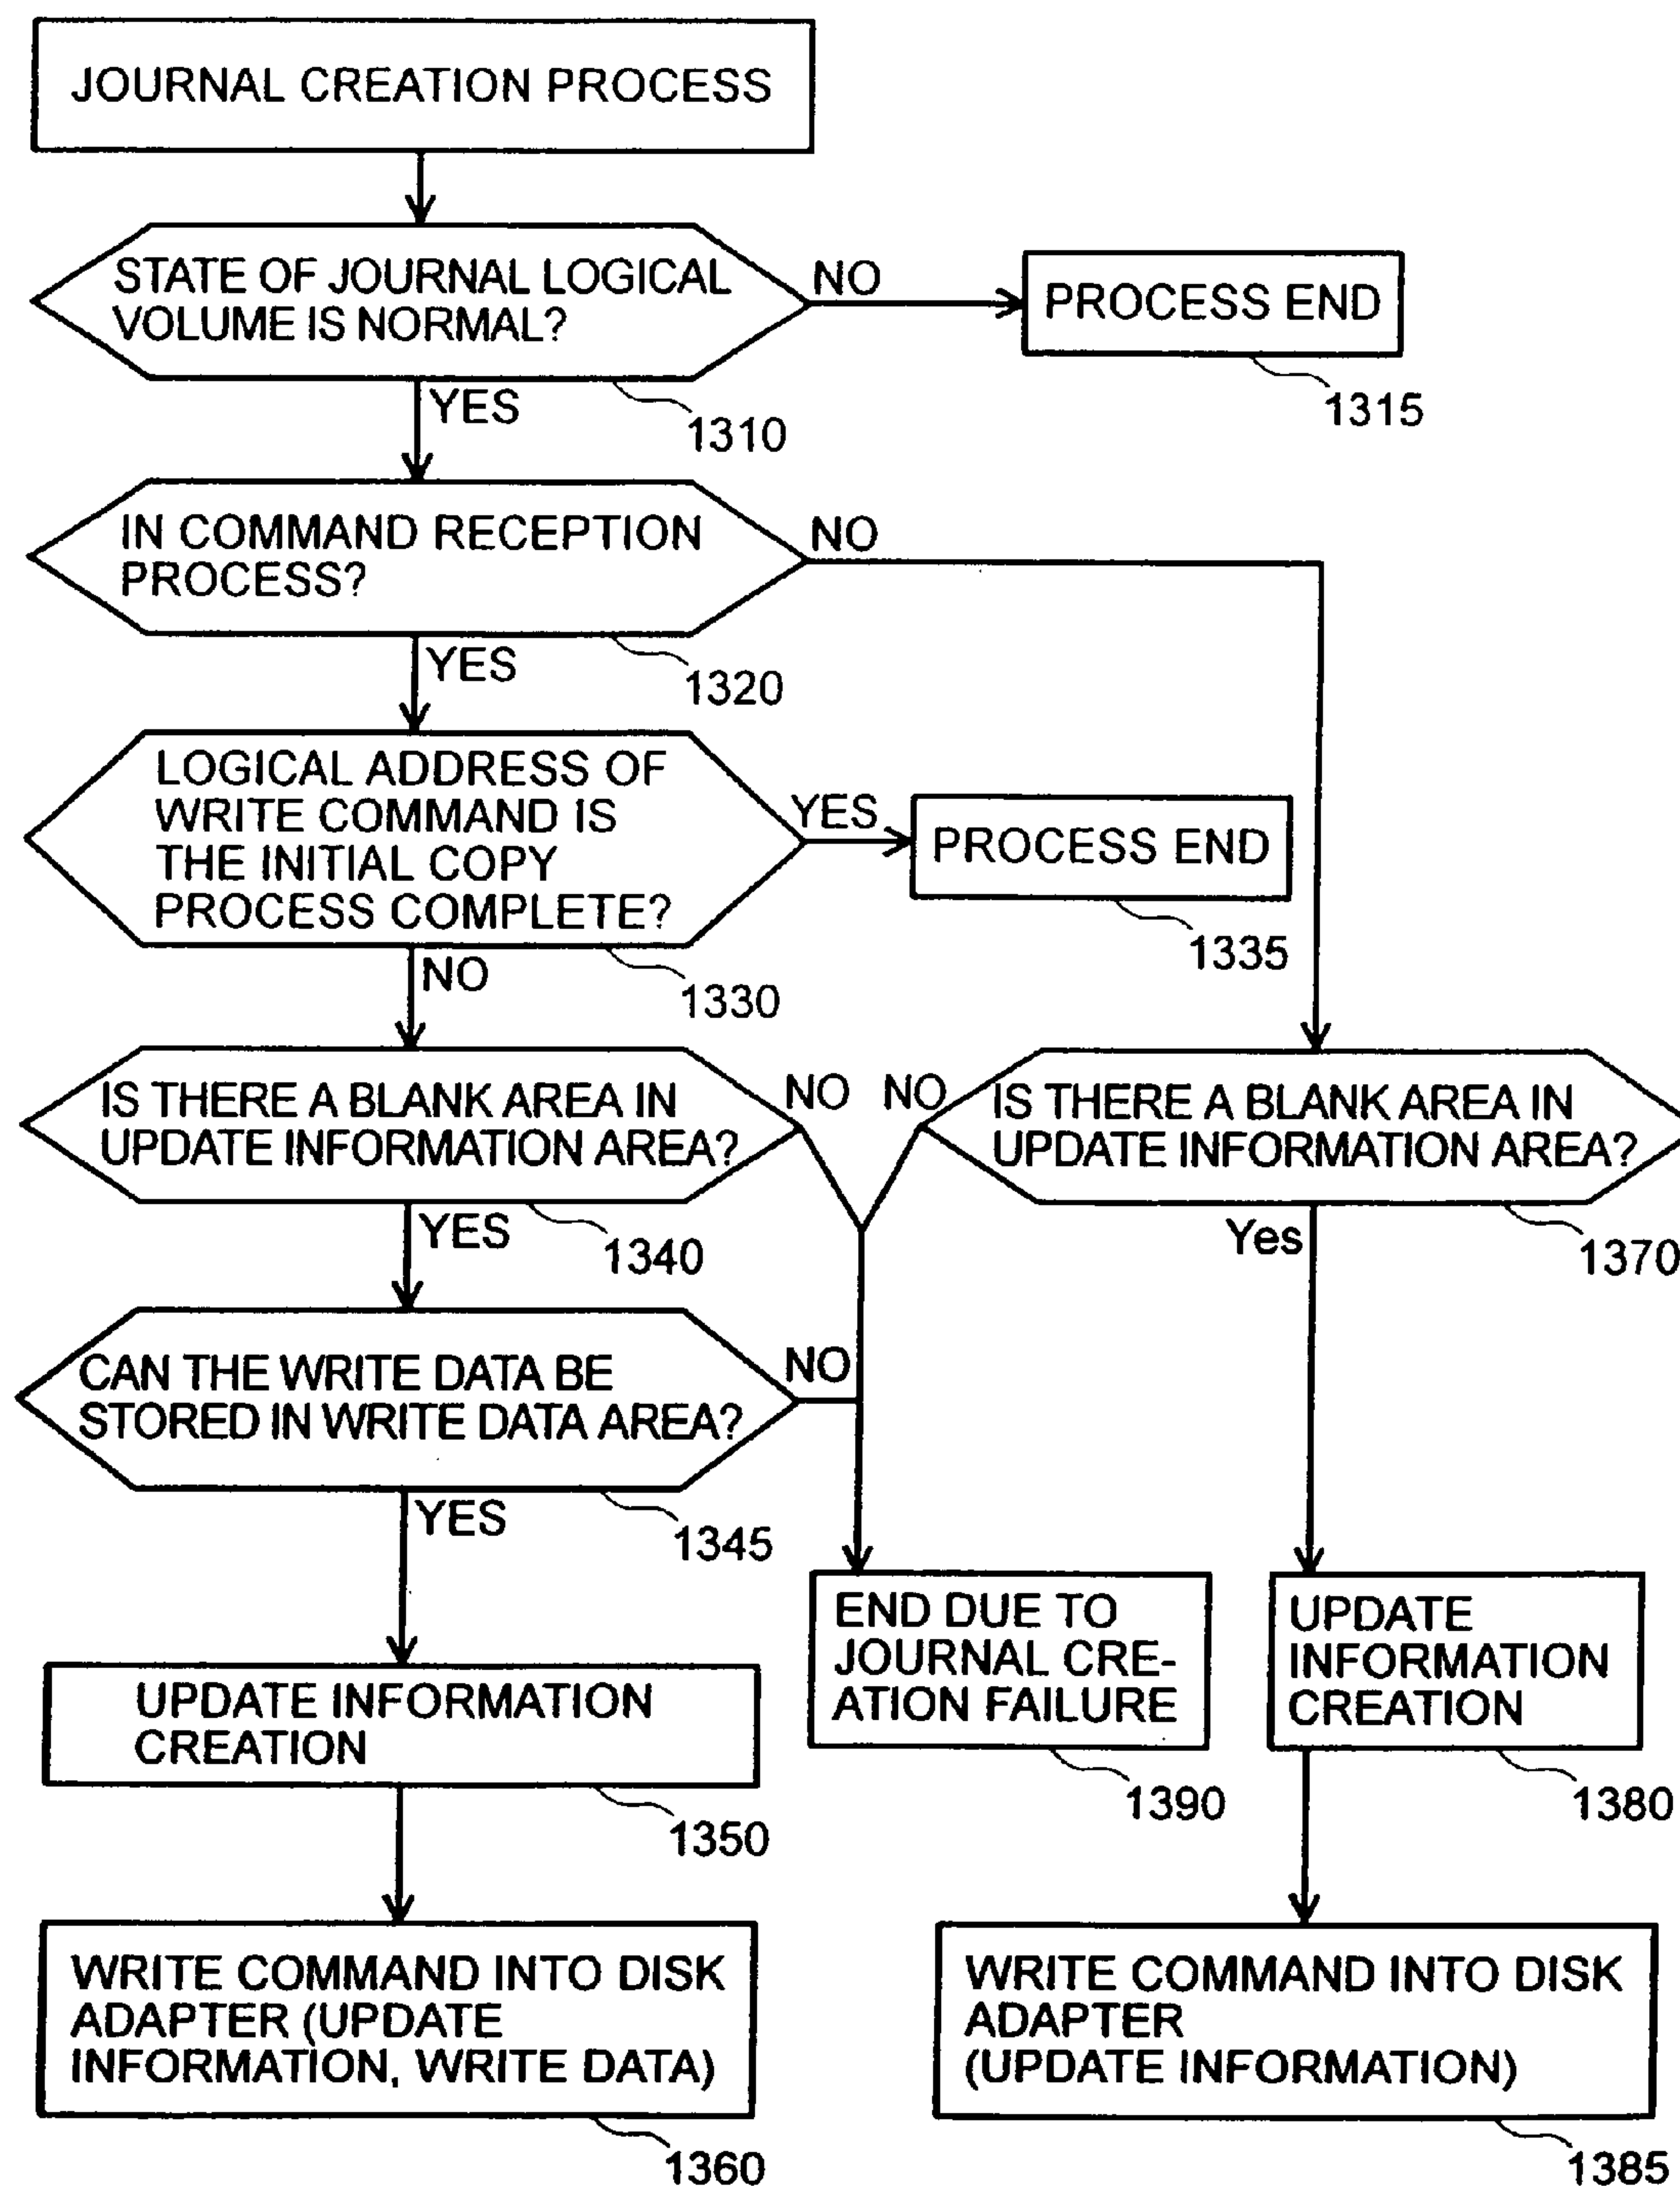 JOURNAL CREATION PROCESS
STATE OF JOURNAL LOGICAL
VOLUME IS NORMAL?
NO
PROCESS END
1315
YES
1310
IN COMMAND RECEPTION
PROCESS?
NO
YES
1320
LOGICAL ADDRESS OF
WRITE COMMAND IS
THE INITIAL COPY
PROCESS COMPLETE?
YES
PROCESS END
1335
NO
1330
IS THERE A BLANK AREA IN
UPDATE INFORMATION AREA?
NO
NO
IS THERE A BLANK AREA IN
UPDATE INFORMATION AREA?
YES
1340
Yes
1370
CAN THE WRITE DATA BE
STORED IN WRITE DATA AREA?
NO
YES
1345
END DUE TO
JOURNAL CRE-
ATION FAILURE
1390
UPDATE
INFORMATION
CREATION
1380
UPDATE INFORMATION
CREATION
1350
WRITE COMMAND INTO DISK
ADAPTER (UPDATE
INFORMATION, WRITE DATA)
1360
WRITE COMMAND INTO DISK
ADAPTER
(UPDATE INFORMATION)
1385